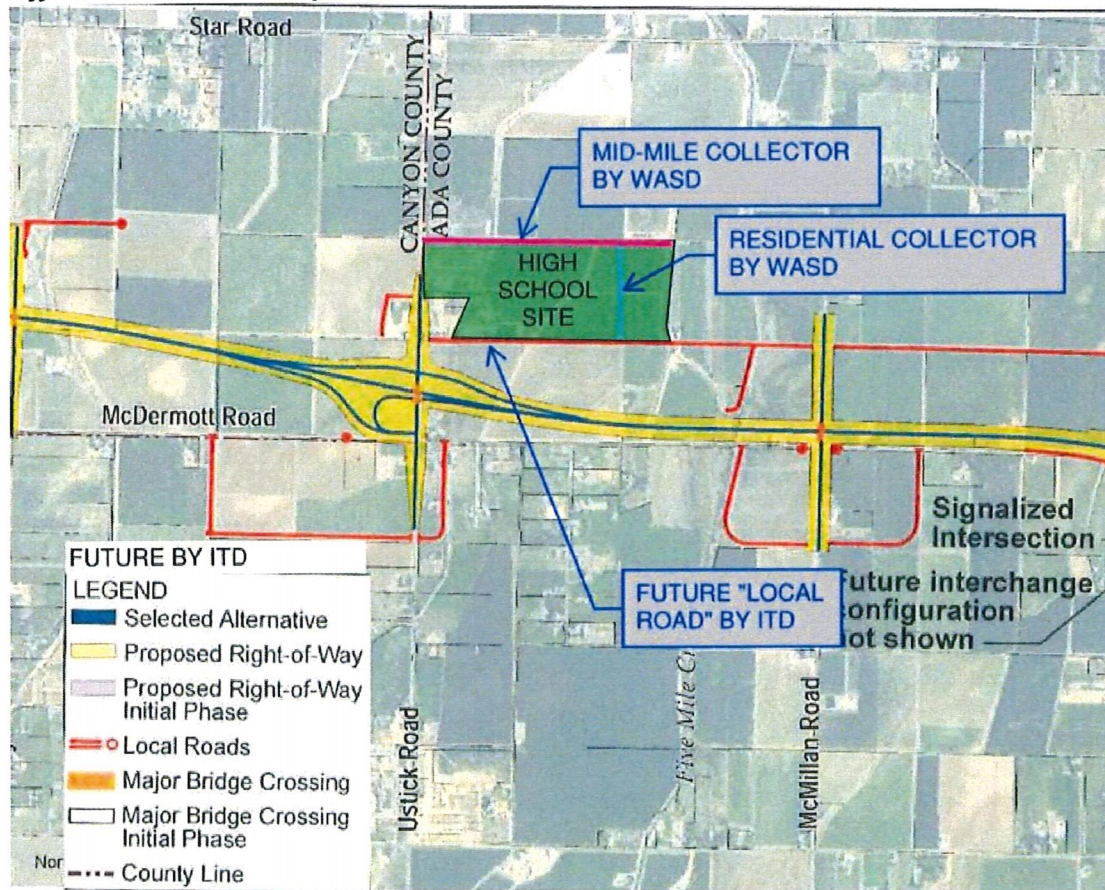 Star Road
CANYON COUNTY
ADA COUNTY
MID-MILE COLLECTOR
BY WASD
RESIDENTIAL COLLECTOR
BY WASD
HIGH
SCHOOL
SITE
McDermott Road
Signalized
Intersection
FUTURE "LOCAL
ROAD" BY ITD
uture interchange
onfiguration
ot shown
FUTURE BY ITD
LEGEND
Selected Alternative
Proposed Right-of-Way
Proposed Right-of-Way
Initial Phase
Local Roads
Major Bridge Crossing
Major Bridge Crossing
Initial Phase
County Line
Ustick Road
Five Mile
McMillan Road
Nor